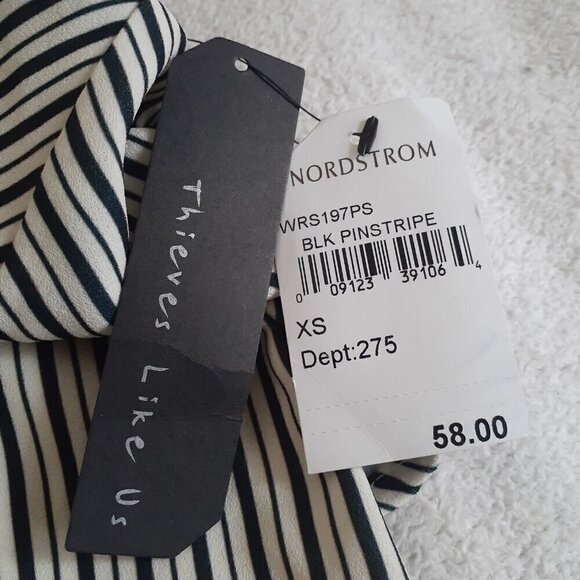 Thieves Like Us
NORDSTROM
WRS197PS
BLK PINSTRIPE
0 09123 39106 4
XS
Dept:275
58.00